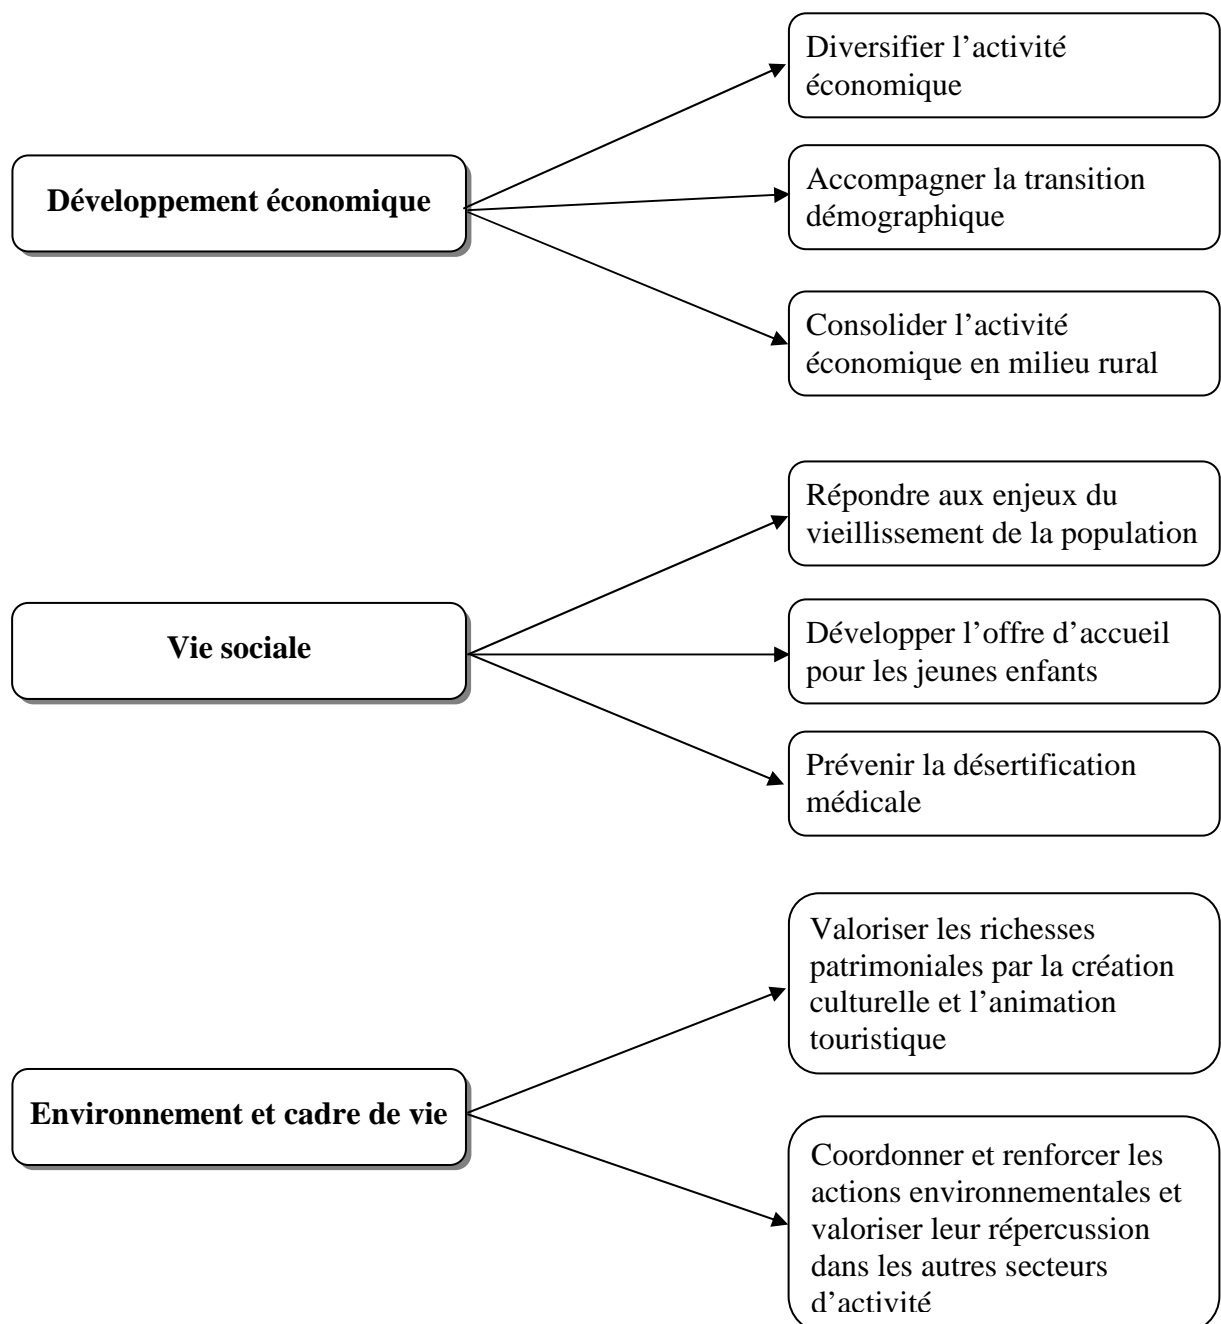 Développement économique
Diversifier l’activité
économique
Accompagner la transition
démographique
Consolider l’activité
économique en milieu rural
Vie sociale
Répondre aux enjeux du
vieillissement de la population
Développer l’offre d’accueil
pour les jeunes enfants
Prévenir la désertification
médicale
Environnement et cadre de vie
Valoriser les richesses
patrimoniales par la création
culturelle et l’animation
touristique
Coordonner et renforcer les
actions environnementales et
valoriser leur répercussion
dans les autres secteurs
d’activité